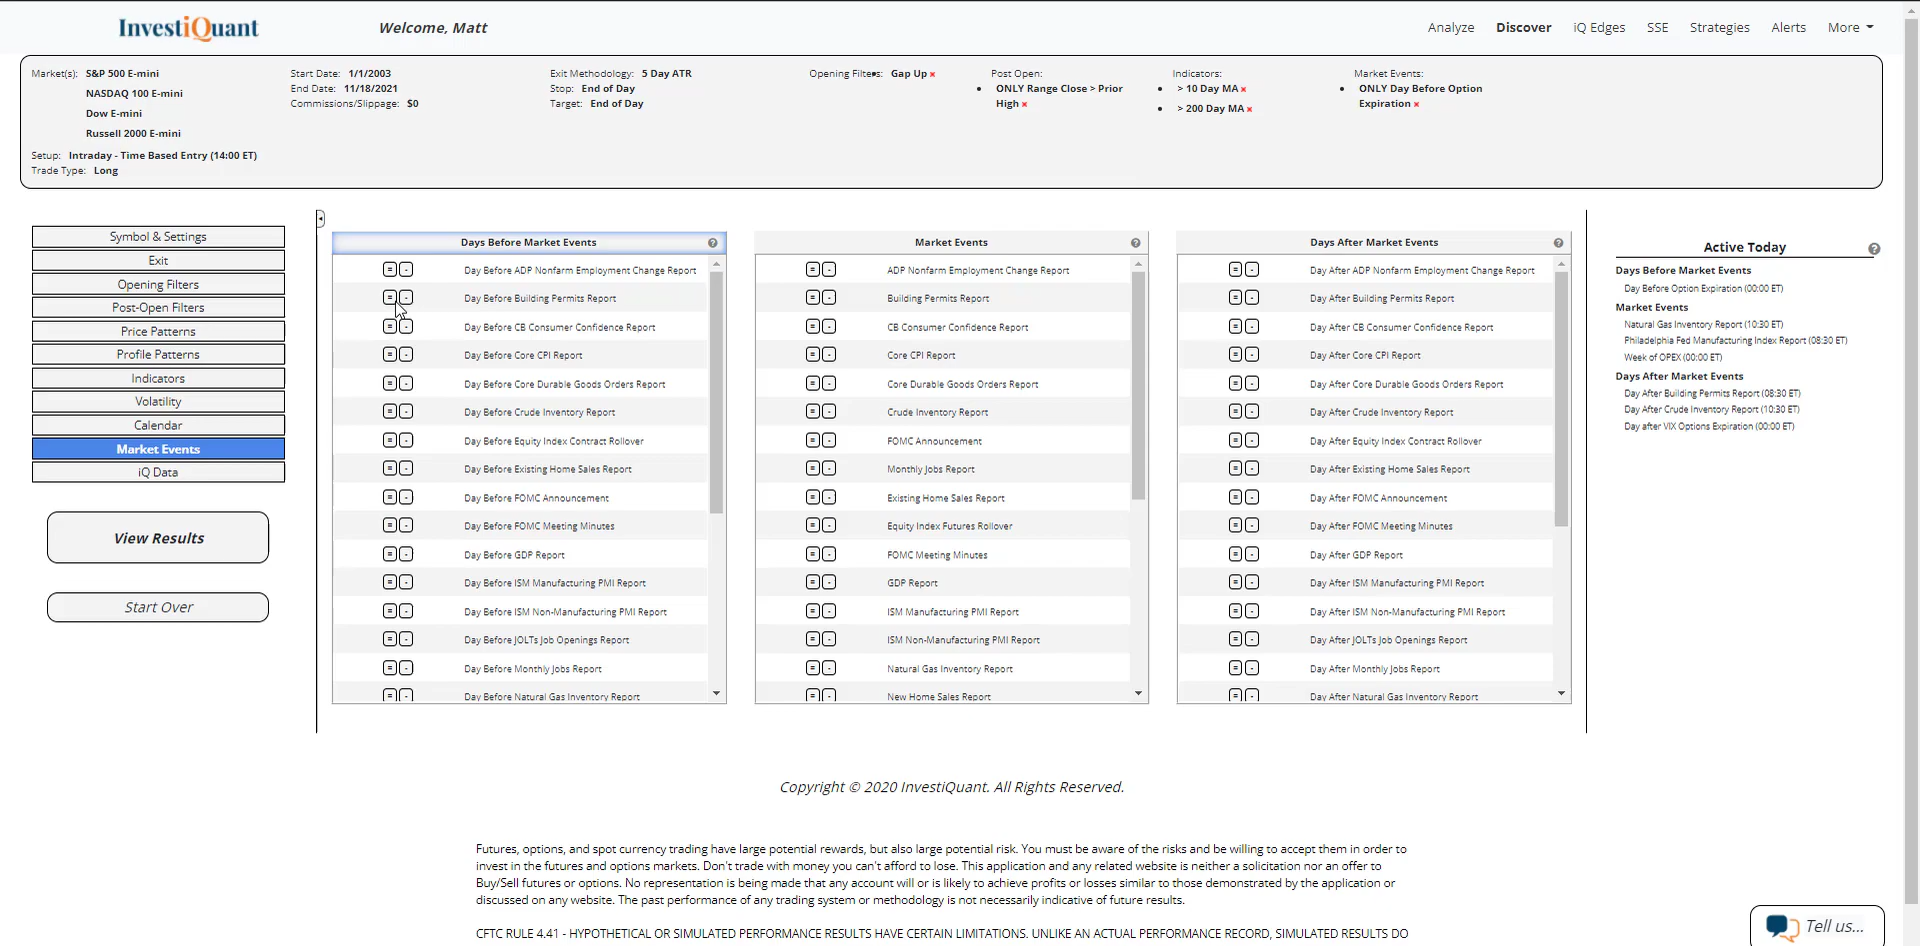 InvestiQuant
Welcome, Matt
Analyze
Discover
iQ Edges
SSE
Strategies
Alerts
More
Market(s): S&P 500 E-mini
NASDAQ 100 E-mini
Dow E-mini
Russell 2000 E-mini
Setup: Intraday - Time Based Entry (14:00 ET)
Trade Type: Long
Start Date: 1/1/2003
End Date: 11/18/2021
Commissions/Slippage: $0
Exit Methodology: 5 Day ATR
Stop: End of Day
Target: End of Day
Opening Filters: Gap Up ×
Post Open:
• ONLY Range Close > Prior
High ×
Indicators:
• > 10 Day MA ×
• > 200 Day MA ×
Market Events:
• ONLY Day Before Option
Expiration ×
Symbol & Settings
Exit
Opening Filters
Post-Open Filters
Price Patterns
Profile Patterns
Indicators
Volatility
Calendar
Market Events
iQ Data
View Results
Start Over
Days Before Market Events ?
= - Day Before ADP Nonfarm Employment Change Report
= - Day Before Building Permits Report
= - Day Before CB Consumer Confidence Report
= - Day Before Core CPI Report
= - Day Before Core Durable Goods Orders Report
= - Day Before Crude Inventory Report
= - Day Before Equity Index Contract Rollover
= - Day Before Existing Home Sales Report
= - Day Before FOMC Announcement
= - Day Before FOMC Meeting Minutes
= - Day Before GDP Report
= - Day Before ISM Manufacturing PMI Report
= - Day Before ISM Non-Manufacturing PMI Report
= - Day Before JOLTs Job Openings Report
= - Day Before Monthly Jobs Report
= - Day Before Natural Gas Inventory Report
Market Events ?
= - ADP Nonfarm Employment Change Report
= - Building Permits Report
= - CB Consumer Confidence Report
= - Core CPI Report
= - Core Durable Goods Orders Report
= - Crude Inventory Report
= - FOMC Announcement
= - Monthly Jobs Report
= - Existing Home Sales Report
= - Equity Index Futures Rollover
= - FOMC Meeting Minutes
= - GDP Report
= - ISM Manufacturing PMI Report
= - ISM Non-Manufacturing PMI Report
= - Natural Gas Inventory Report
= - New Home Sales Report
Days After Market Events ?
= - Day After ADP Nonfarm Employment Change Report
= - Day After Building Permits Report
= - Day After CB Consumer Confidence Report
= - Day After Core CPI Report
= - Day After Core Durable Goods Orders Report
= - Day After Crude Inventory Report
= - Day After Equity Index Contract Rollover
= - Day After Existing Home Sales Report
= - Day After FOMC Announcement
= - Day After FOMC Meeting Minutes
= - Day After GDP Report
= - Day After ISM Manufacturing PMI Report
= - Day After ISM Non-Manufacturing PMI Report
= - Day After JOLTs Job Openings Report
= - Day After Monthly Jobs Report
= - Day After Natural Gas Inventory Report
Active Today ?
Days Before Market Events
Day Before Option Expiration (00:00 ET)
Market Events
Natural Gas Inventory Report (10:30 ET)
Philadelphia Fed Manufacturing Index Report (08:30 ET)
Week of OPEX (00:00 ET)
Days After Market Events
Day After Building Permits Report (08:30 ET)
Day After Crude Inventory Report (10:30 ET)
Day after VIX Options Expiration (00:00 ET)
Copyright © 2020 InvestiQuant. All Rights Reserved.
Futures, options, and spot currency trading have large potential rewards, but also large potential risk. You must be aware of the risks and be willing to accept them in order to
invest in the futures and options markets. Don't trade with money you can't afford to lose. This application and any related website is neither a solicitation nor an offer to
Buy/Sell futures or options. No representation is being made that any account will or is likely to achieve profits or losses similar to those demonstrated by the application or
discussed on any website. The past performance of any trading system or methodology is not necessarily indicative of future results.
CFTC RULE 4.41 - HYPOTHETICAL OR SIMULATED PERFORMANCE RESULTS HAVE CERTAIN LIMITATIONS. UNLIKE AN ACTUAL PERFORMANCE RECORD, SIMULATED RESULTS DO
Tell us...